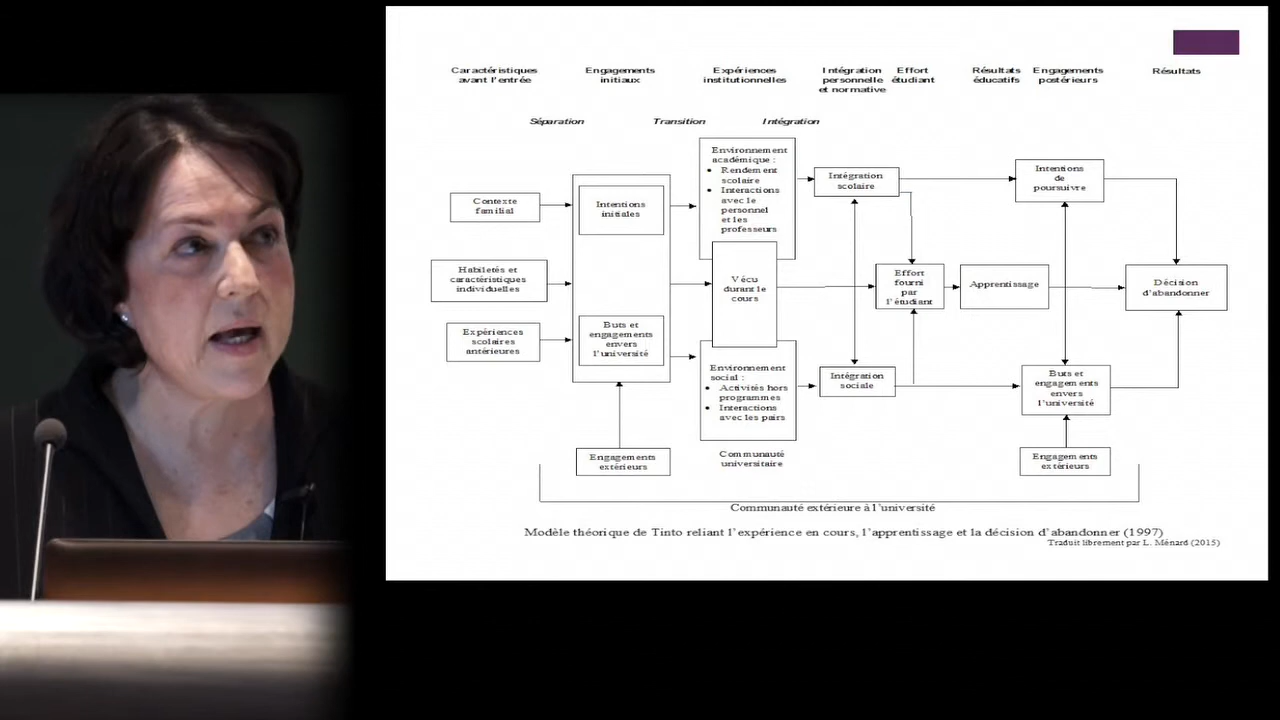 Caractéristiques
avant l'entrée
Engagements
initiaux
Expériences
institutionnelles
Intégration
personnelle
et normative
Effort
étudiant
Résultats
éducatifs
Engagements
postérieurs
Résultats
Séparation
Transition
Intégration
Contexte
familial
Habiletés et
caractéristiques
individuelles
Expériences
scolaires
antérieures
Intentions
initiales
Buts et
engagements
envers
l'université
Engagements
extérieurs
Environnement
académique :
• Rendement
scolaire
• Interactions
avec le
personnel
et les
professeurs
Vécu
durant le
cours
Environnement
social :
• Activités hors
programmes
• Interactions
avec les pairs
Communauté
universitaire
Intégration
scolaire
Intégration
sociale
Effort
fourni
par
l'étudiant
Apprentissage
Intentions
de
poursuivre
Buts et
engagements
envers
l'université
Engagements
extérieurs
Décision
d'abandonner
Communauté extérieure à l'université
Modèle théorique de Tinto reliant l'expérience en cours, l'apprentissage et la décision d'abandonner (1997)
Traduit librement par L. Ménard (2015)